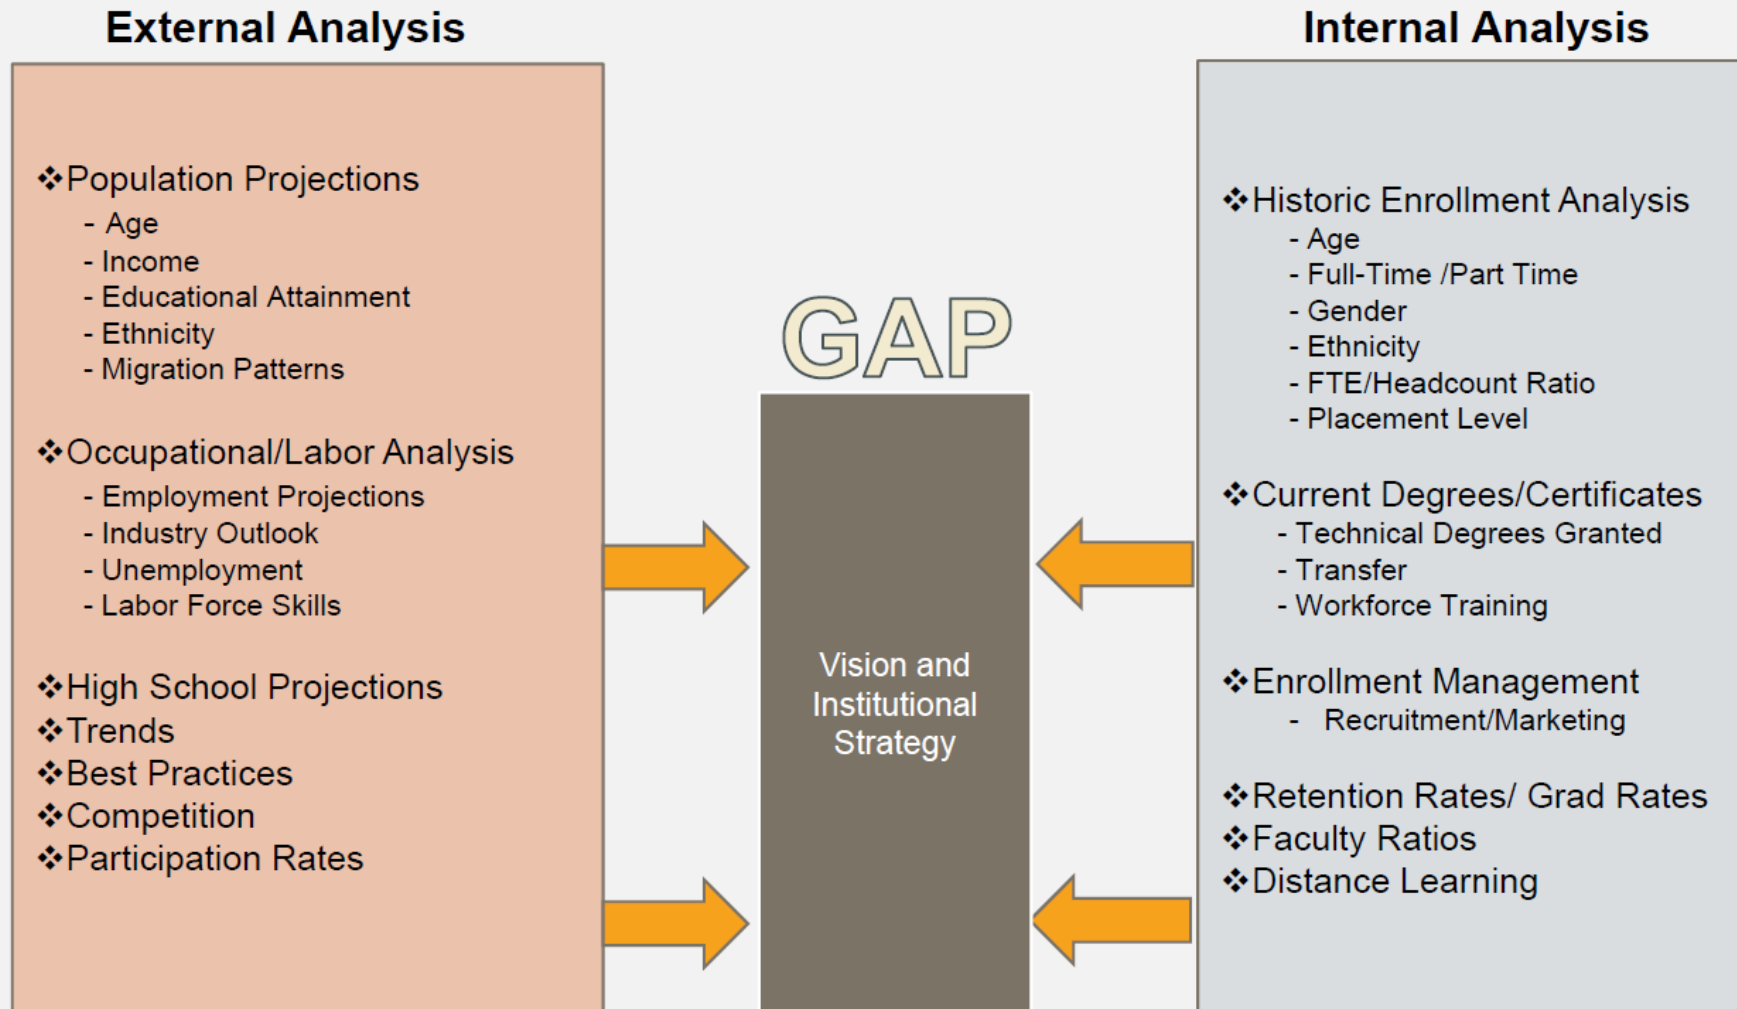 External Analysis
❖Population Projections
- Age
- Income
- Educational Attainment
- Ethnicity
- Migration Patterns
❖Occupational/Labor Analysis
- Employment Projections
- Industry Outlook
- Unemployment
- Labor Force Skills
❖High School Projections
❖Trends
❖Best Practices
❖Competition
❖Participation Rates
GAP
Vision and
Institutional
Strategy
Internal Analysis
❖Historic Enrollment Analysis
- Age
- Full-Time /Part Time
- Gender
- Ethnicity
- FTE/Headcount Ratio
- Placement Level
❖Current Degrees/Certificates
- Technical Degrees Granted
- Transfer
- Workforce Training
❖Enrollment Management
- Recruitment/Marketing
❖Retention Rates/ Grad Rates
❖Faculty Ratios
❖Distance Learning